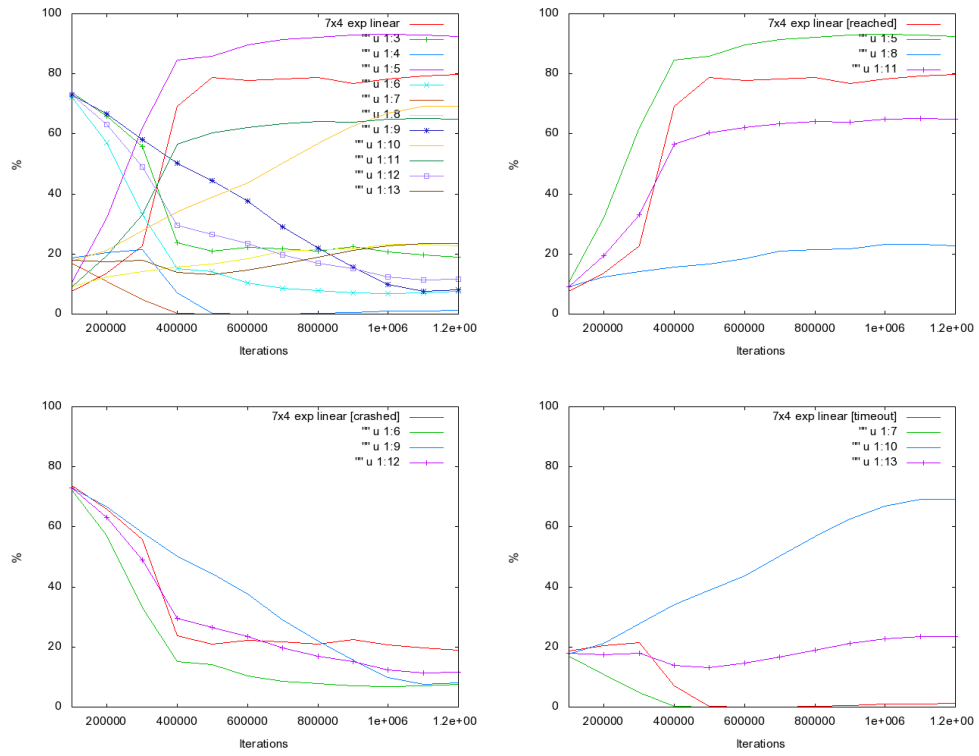 100
80
60
40
20
0
%
200000 400000 600000 800000 1e+006 1.2e+00
Iterations
7x4 exp linear
"" u 1:3
"" u 1:4
"" u 1:5
"" u 1:6
"" u 1:7
"" u 1:8
"" u 1:9
"" u 1:10
"" u 1:11
"" u 1:12
"" u 1:13
100
80
60
40
20
0
%
200000 400000 600000 800000 1e+006 1.2e+00
Iterations
7x4 exp linear [reached]
"" u 1:5
"" u 1:8
"" u 1:11
100
80
60
40
20
0
%
200000 400000 600000 800000 1e+006 1.2e+00
Iterations
7x4 exp linear [crashed]
"" u 1:6
"" u 1:9
"" u 1:12
100
80
60
40
20
0
%
200000 400000 600000 800000 1e+006 1.2e+00
Iterations
7x4 exp linear [timeout]
"" u 1:7
"" u 1:10
"" u 1:13